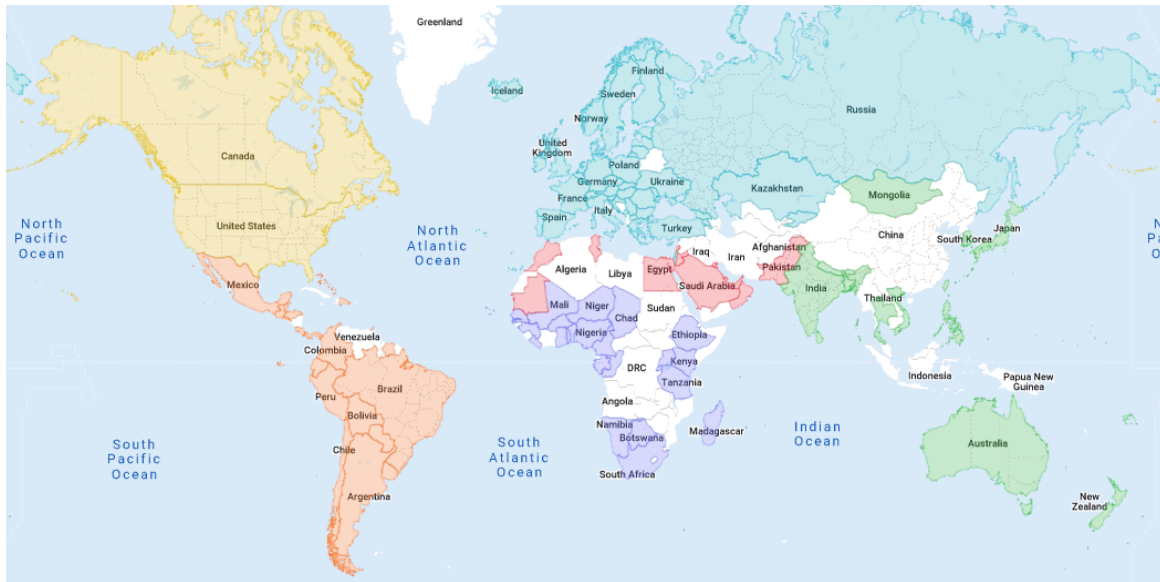 Greenland
Iceland
Finland
Sweden
Norway
Russia
United
Kingdom
Canada
Poland
Germany
Ukraine
Kazakhstan
Mongolia
France
Italy
Spain
Turkey
United States
North
Pacific
Ocean
North
Atlantic
Ocean
China
Japan
South Korea
Afghanistan
Iraq
Iran
N
Pa
O
Algeria
Libya
Egypt
Pakistan
Saudi Arabia
India
Mexico
Mali
Niger
Chad
Sudan
Thailand
Nigeria
Ethiopia
Venezuela
Colombia
DRC
Kenya
Tanzania
Indonesia
Papua New
Guinea
Brazil
Peru
Angola
Bolivia
Namibia
Botswana
Madagascar
Indian
Ocean
South
Pacific
Ocean
Chile
South
Atlantic
Ocean
Australia
South Africa
Argentina
New
Zealand